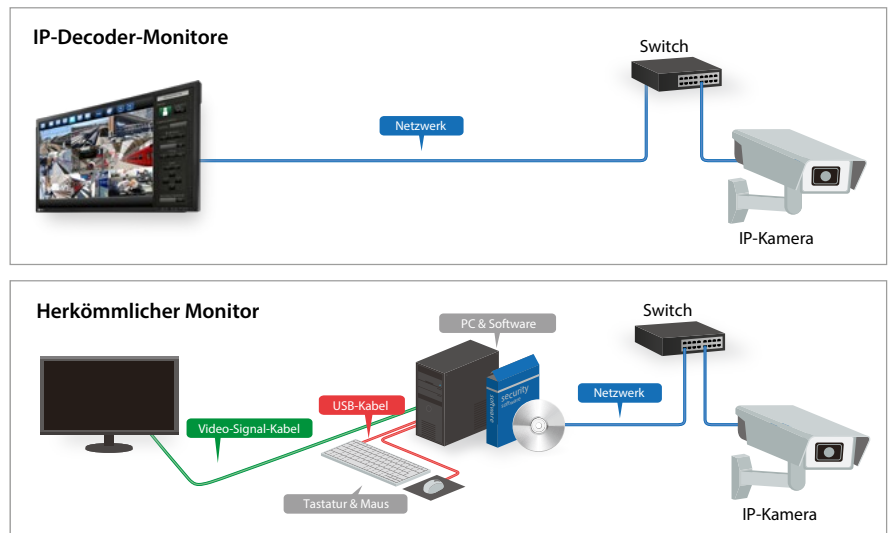 IP-Decoder-Monitore
Switch
Netzwerk
IP-Kamera
Herkömmlicher Monitor
Switch
PC & Software
security
software
software
USB-Kabel
Netzwerk
Video-Signal-Kabel
Tastatur & Maus
IP-Kamera